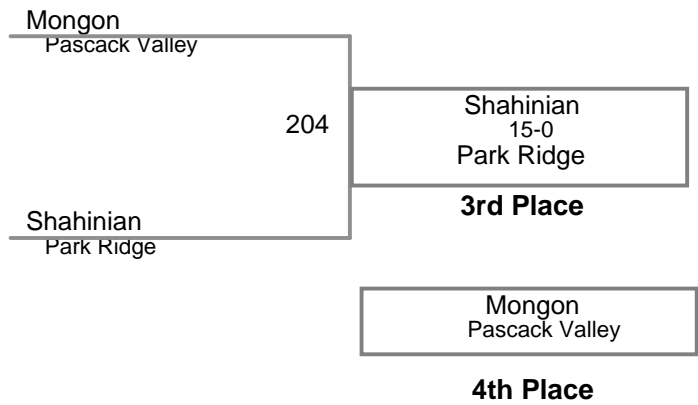 Mongon
Pascack Valley
204
Shahinian
15-0
Park Ridge
3rd Place
Shahinian
Park Ridge
Mongon
Pascack Valley
4th Place